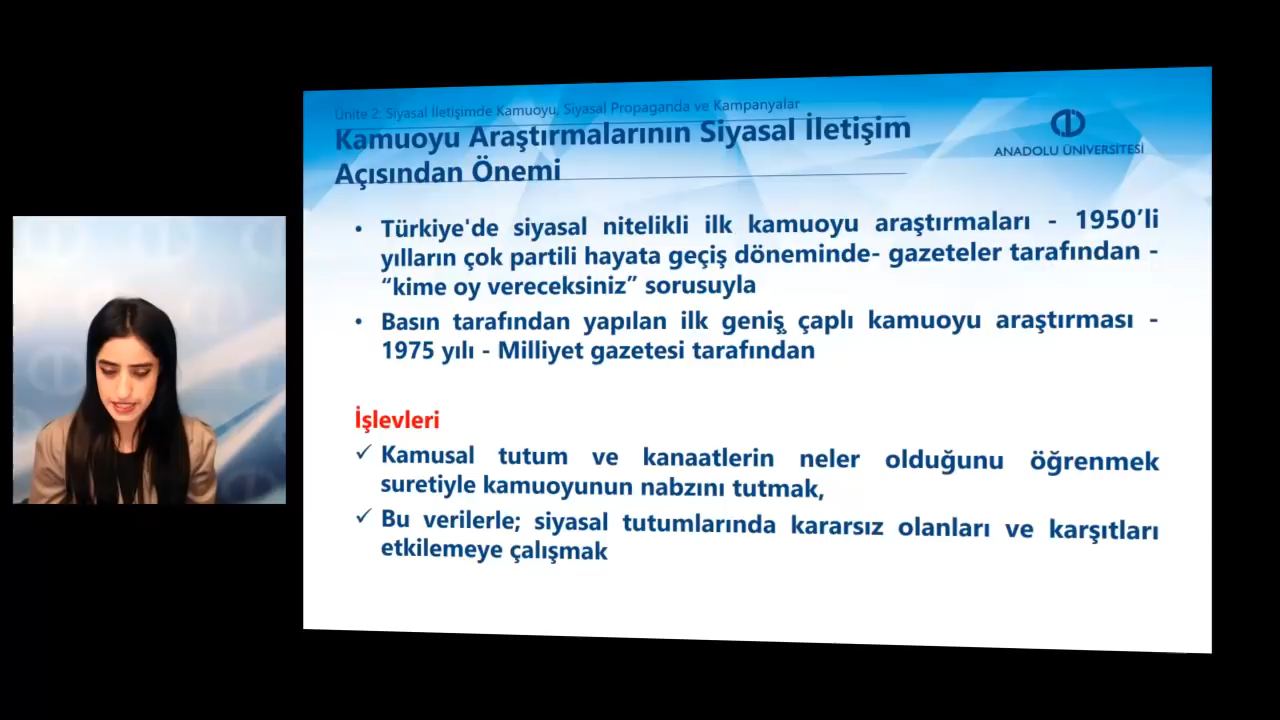 Ünite 2: Siyasal İletişimde Kamuoyu, Siyasal Propaganda ve Kampanyalar
Kamuoyu Araştırmalarının Siyasal İletişim
Açısından Önemi
ANADOLU ÜNİVERSİTESİ
• Türkiye'de siyasal nitelikli ilk kamuoyu araştırmaları - 1950’li
yılların çok partili hayata geçiş döneminde- gazeteler tarafından -
“kime oy vereceksiniz” sorusuyla
• Basın tarafından yapılan ilk geniş çaplı kamuoyu araştırması -
1975 yılı - Milliyet gazetesi tarafından
İşlevleri
✓ Kamusal tutum ve kanaatlerin neler olduğunu öğrenmek
suretiyle kamuoyunun nabzını tutmak,
✓ Bu verilerle; siyasal tutumlarında kararsız olanları ve karşıtları
etkilemeye çalışmak